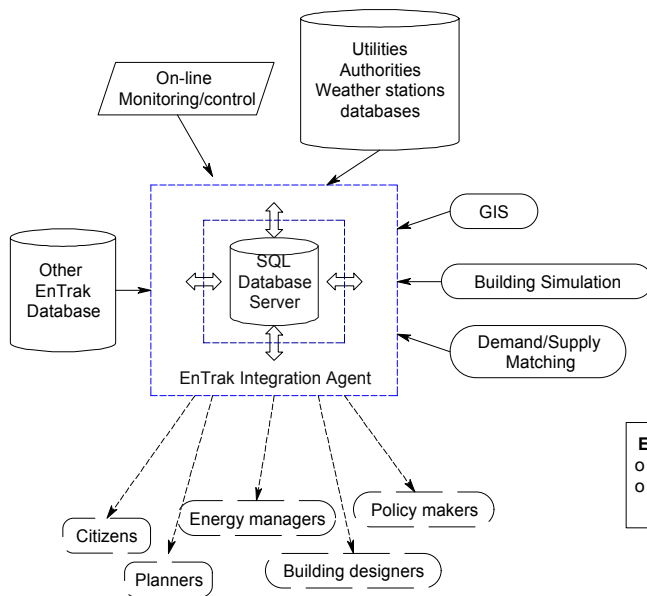 Utilities
Authorities
Weather stations
databases
On-line
Monitoring/control
GIS
Other
EnTrak
Database
SQL
Database
Server
Building Simulation
Demand/Supply
Matching
EnTrak Integration Agent
E
o
o
Policy makers
Energy managers
Citizens
Planners
Building designers